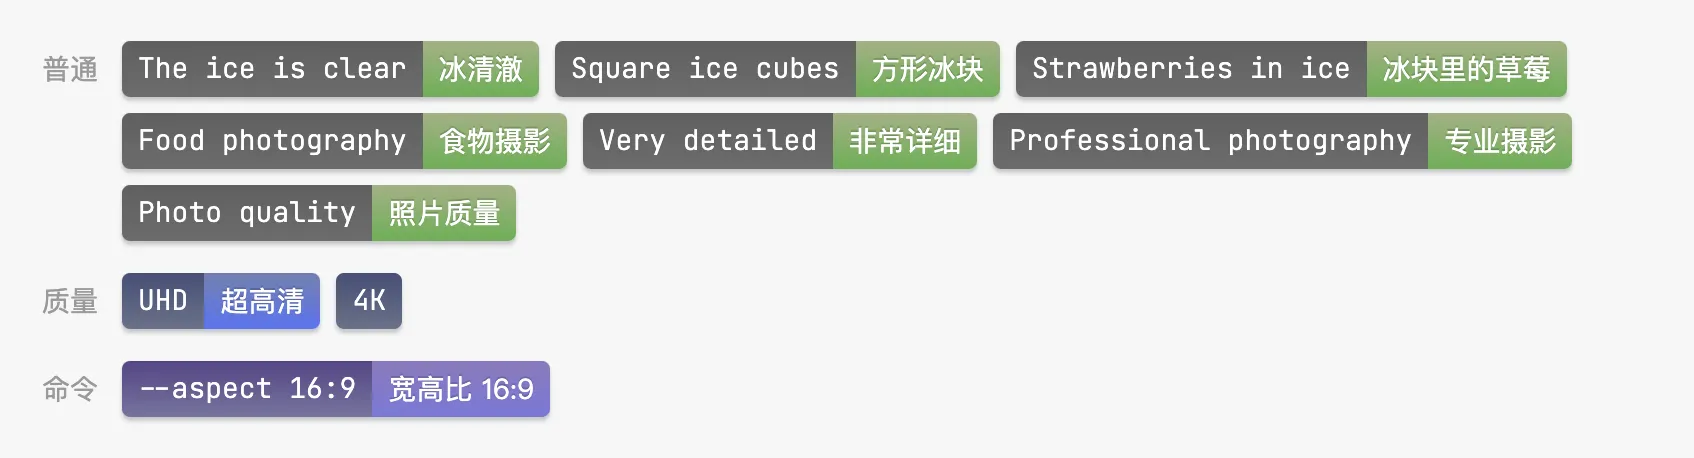 普通 The ice is clear 冰清澈 Square ice cubes 方形冰块 Strawberries in ice 冰块里的草莓
Food photography 食物摄影 Very detailed 非常详细 Professional photography 专业摄影
Photo quality 照片质量
质量 UHD 超高清 4K
命令 --aspect 16:9 宽高比 16:9